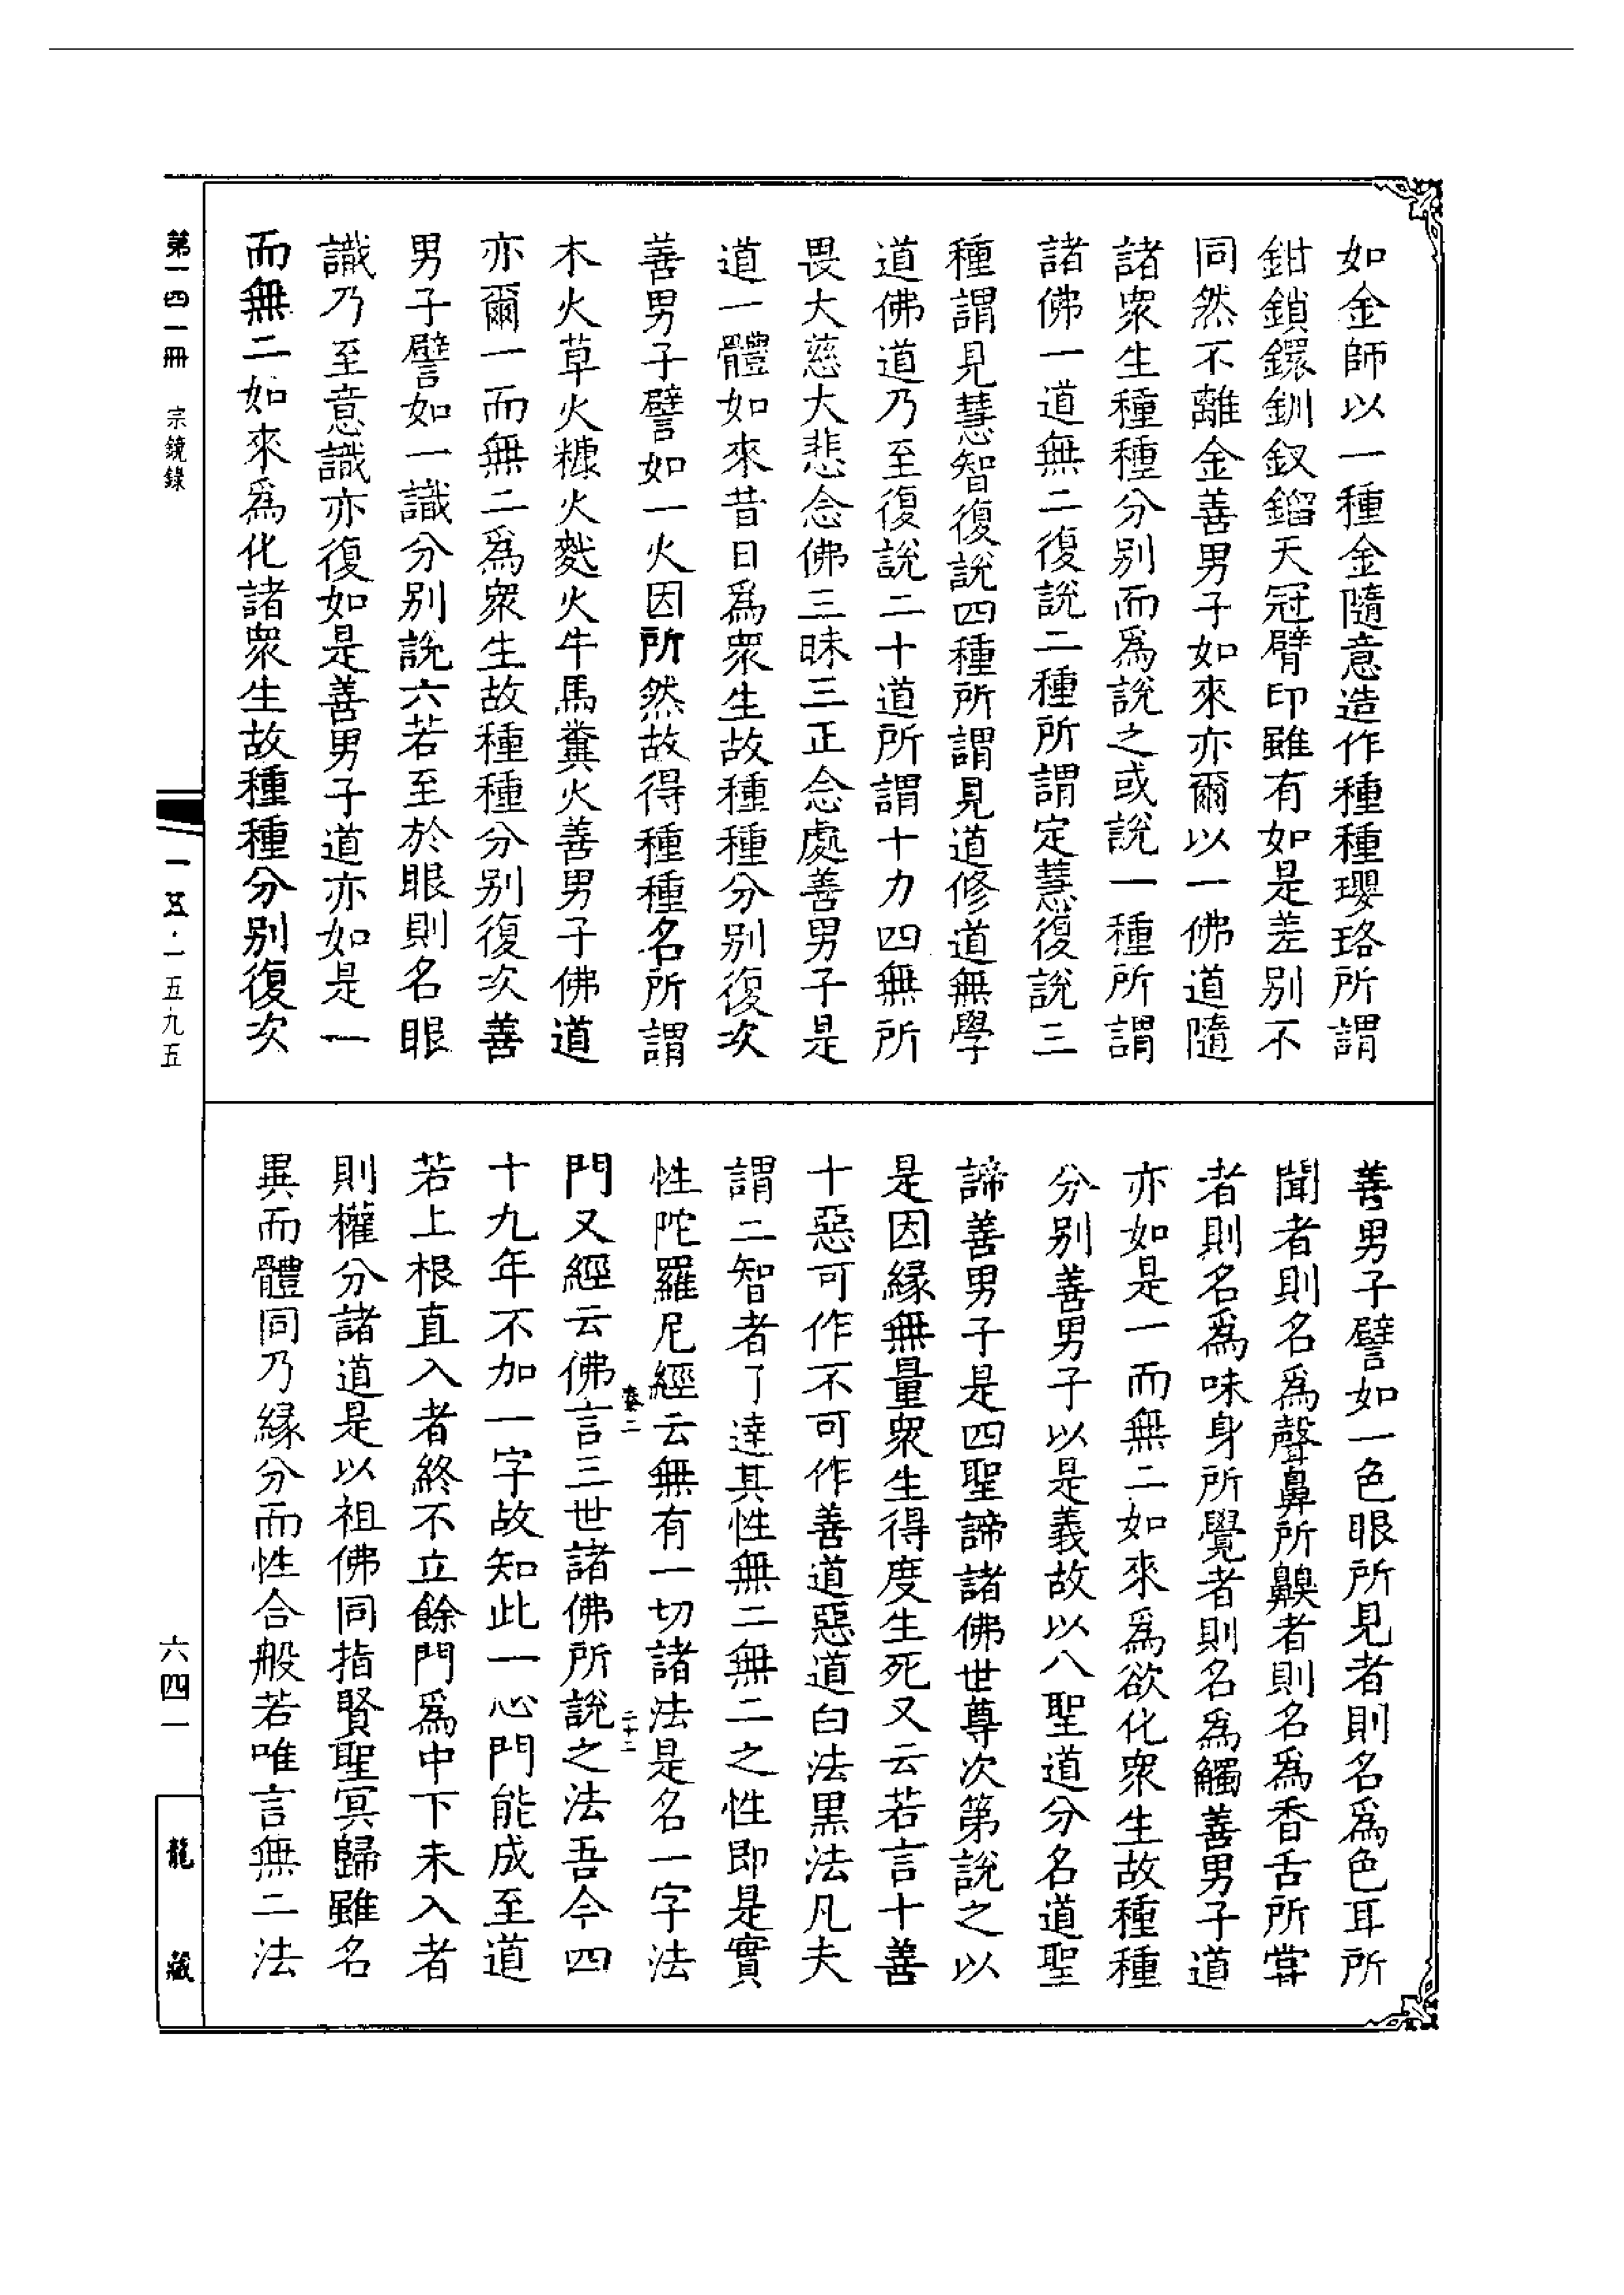 如金師以一種金隨意造作種種瓔珞所謂
鉗鎖鐶釧釵鎦天冠臂印雖有如是差别不
同然不離金善男子如來亦爾以一佛道隨
諸衆生種種分别而爲說之或說一種所謂
諸佛一道無二復說二種所謂定慧復說三
種謂見慧智復說四種所謂見道修道無學
道佛道乃至復說二十道所謂十力四無所
畏大慈大悲念佛三昧三正念處善男子是
道一體如來昔日爲衆生故種種分别復次
善男子譬如一火因所然故得種種名所謂
木火草火糠火麧火牛馬糞火善男子佛道
亦爾一而無二爲衆生故種種分别復次善
男子譬如一識分别說六若至於眼則名眼
識乃至意識亦復如是善男子道亦如是一
而無二如來爲化諸衆生故種種分别復次
善男子譬如一色眼所見者則名爲色耳所
聞者則名爲聲鼻所齅者則名爲香舌所甞
者則名爲味身所覺者則名爲觸善男子道
亦如是一而無二如來爲欲化衆生故種種
分别善男子以是義故以八聖道分名道聖
諦善男子是四聖諦諸佛世尊次第說之以
是因緣無量衆生得度生死又云若言十善
十惡可作不可作善道惡道白法黑法凡夫
謂二智者了達其性無二無二之性即是實
性陀羅尼經云無有一切諸法是名一字法
卷二 二十二
門又經云佛言三世諸佛所說之法吾今四
十九年不加一字故知此一心門能成至道
若上根直入者終不立餘門爲中下未入者
則權分諸道是以祖佛同指賢聖冥歸雖名
異而體同乃緣分而性合般若唯言無二法
第一四一冊 宗鏡錄
一五·一五九五
六四一
龍藏